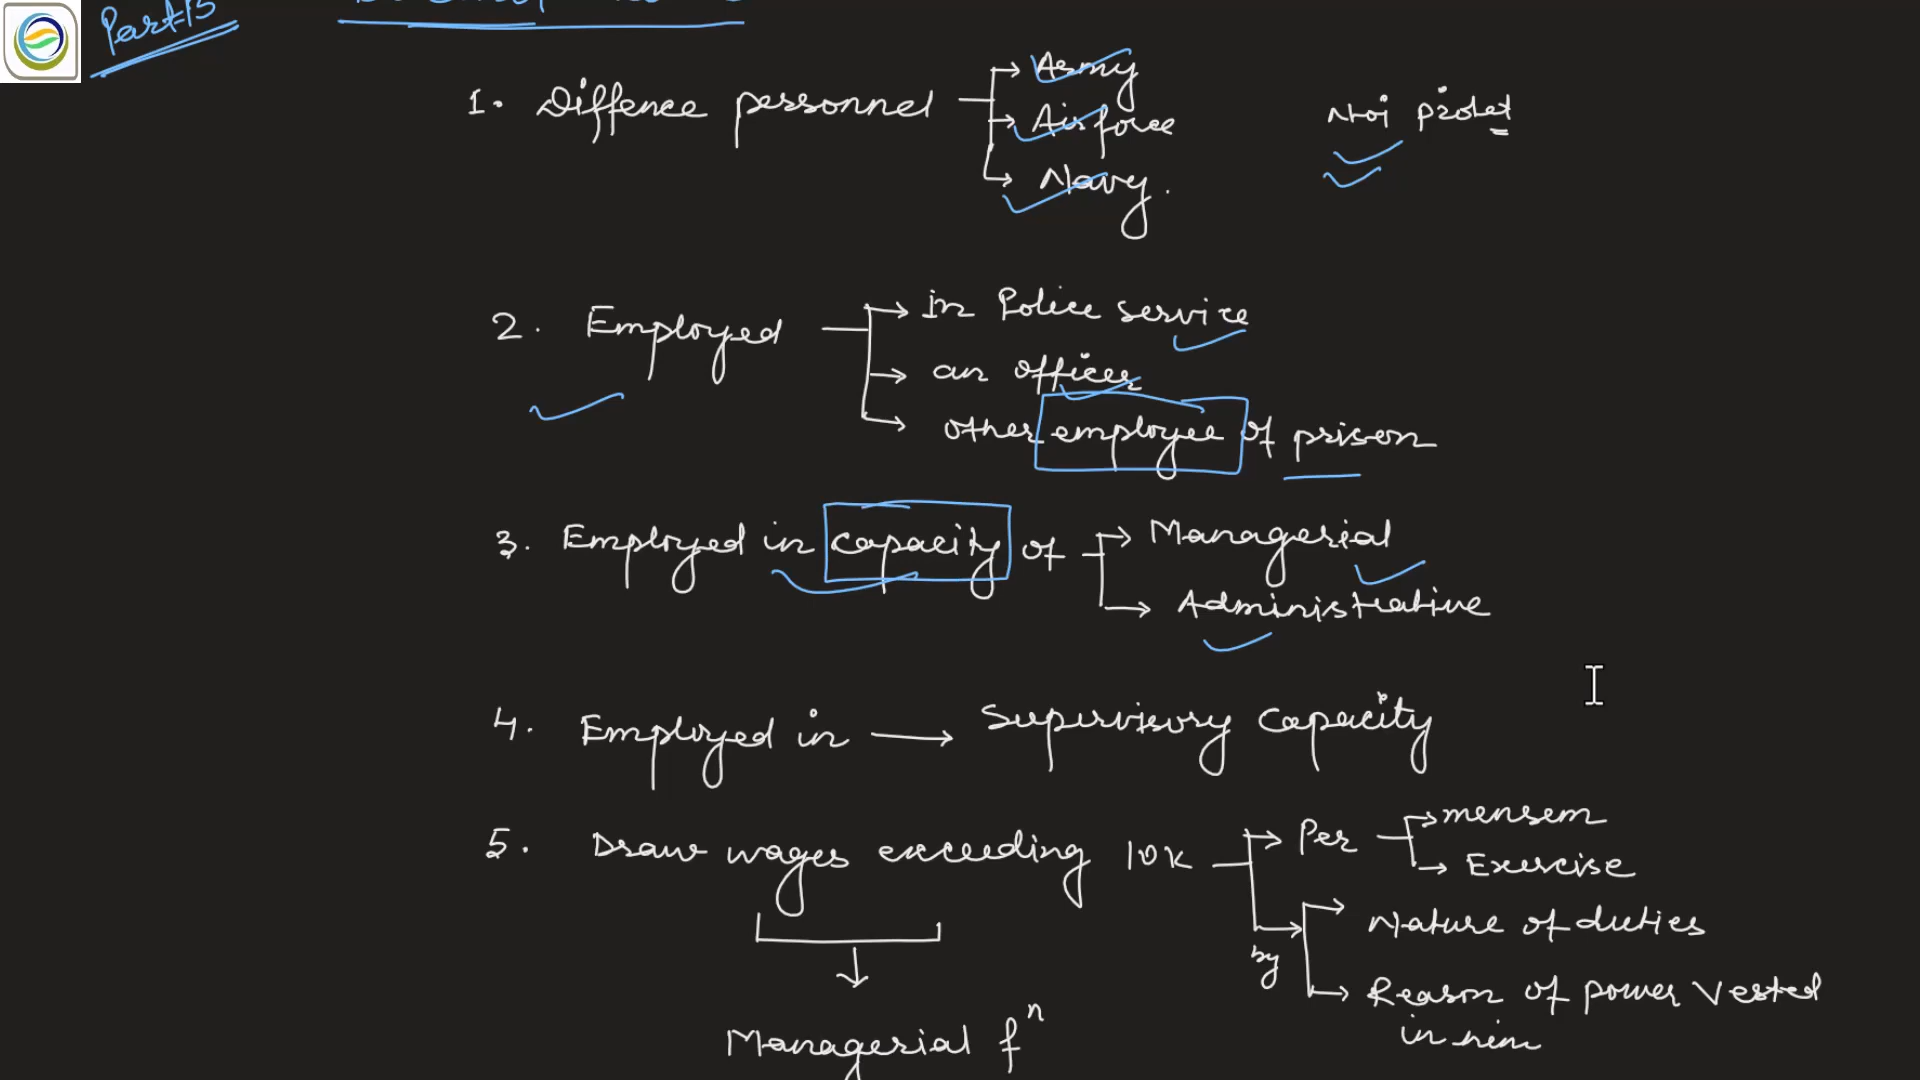 Part-15
1. Diffence personnel → Army
→ Airforce
→ Navy.
2. Employed → in Police service
→ an officer
→ other employee of prison
3. Employed in capacity of → Managerial
→ Administrative
4. Employed in → Supervisory Capacity
5. Draw wages exceeding 10K → Per → mensem
→ Exercise
by → Nature of duties
→ Reason of power vested
in him
Managerial fⁿ